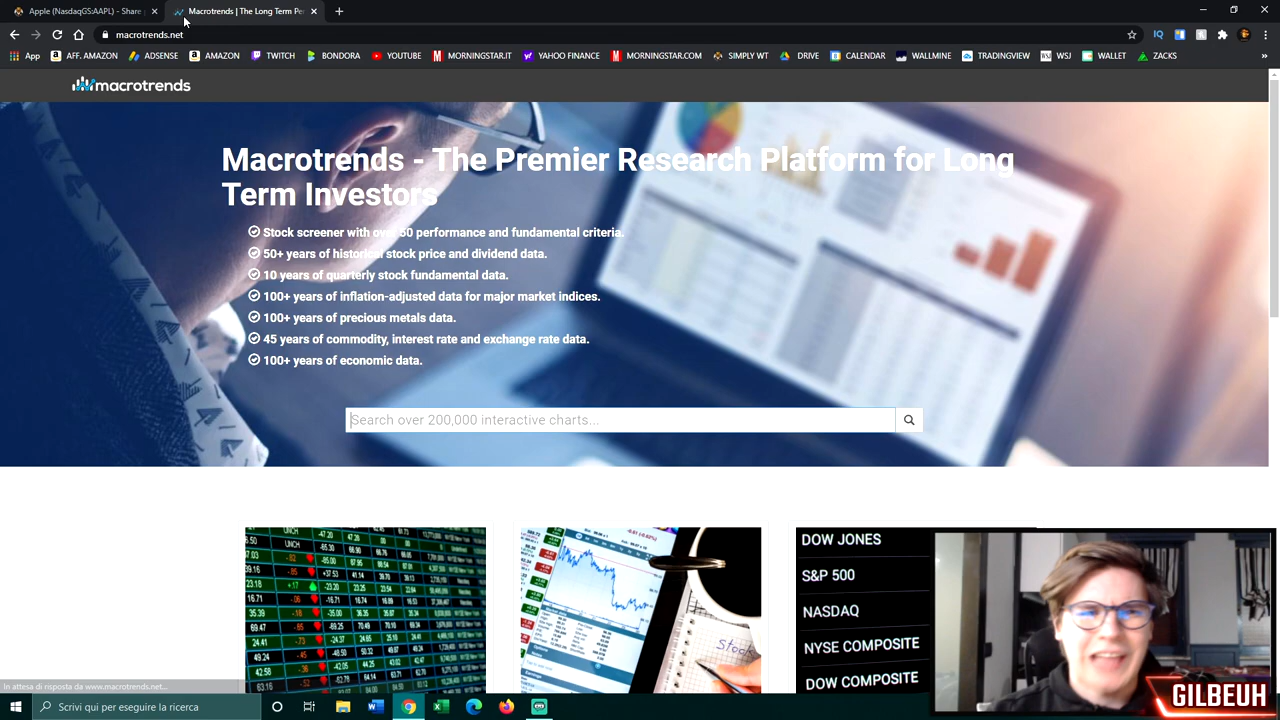 Apple (NasdaqGS:AAPL) - Share
Macrotrends | The Long Term Per
macrotrends.net
App
AFF. AMAZON
ADSENSE
AMAZON
TWITCH
BONDORA
YOUTUBE
MORNINGSTAR.IT
YAHOO FINANCE
MORNINGSTAR.COM
SIMPLY WT
DRIVE
CALENDAR
WALLMINE
TRADINGVIEW
WSJ
WALLET
ZACKS
macrotrends
Macrotrends - The Premier Research Platform for Long
Term Investors
Stock screener with over 50 performance and fundamental criteria.
50+ years of historical stock price and dividend data.
10 years of quarterly stock fundamental data.
100+ years of inflation-adjusted data for major market indices.
100+ years of precious metals data.
45 years of commodity, interest rate and exchange rate data.
100+ years of economic data.
Search over 200,000 interactive charts...
DOW JONES
S&P 500
NASDAQ
NYSE COMPOSITE
DOW COMPOSITE
Stoc
In attesa di risposta da www.macrotrends.net...
Scrivi qui per eseguire la ricerca
GILBEUH